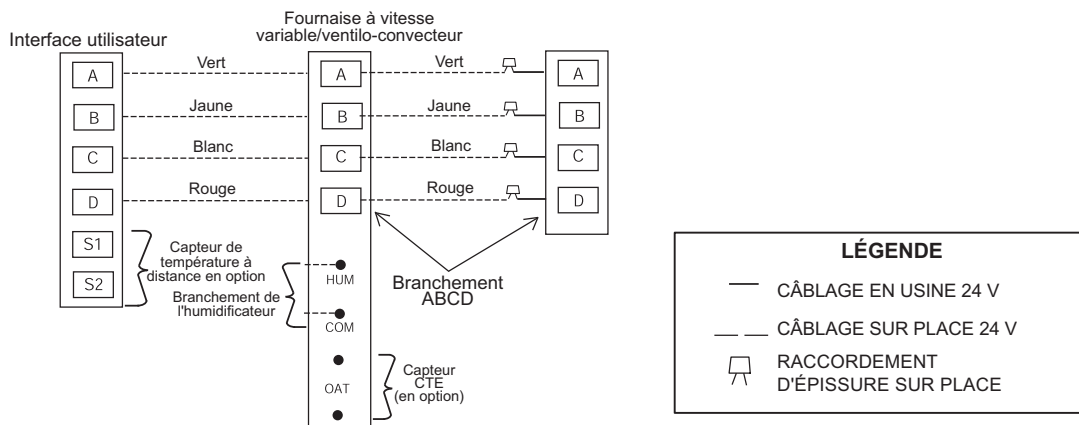 Interface utilisateur
Fournaise à vitesse
variable/ventilo-convecteur
A Vert A Vert A
B Jaune B Jaune B
C Blanc C Blanc C
D Rouge D Rouge D
S1
S2
Capteur de
température à
distance en option
Branchement de
l'humidificateur
HUM
COM
OAT
Capteur
CTE
(en option)
Branchement
ABCD
LÉGENDE
CÂBLAGE EN USINE 24 V
CÂBLAGE SUR PLACE 24 V
RACCORDEMENT
D'ÉPISSURE SUR PLACE